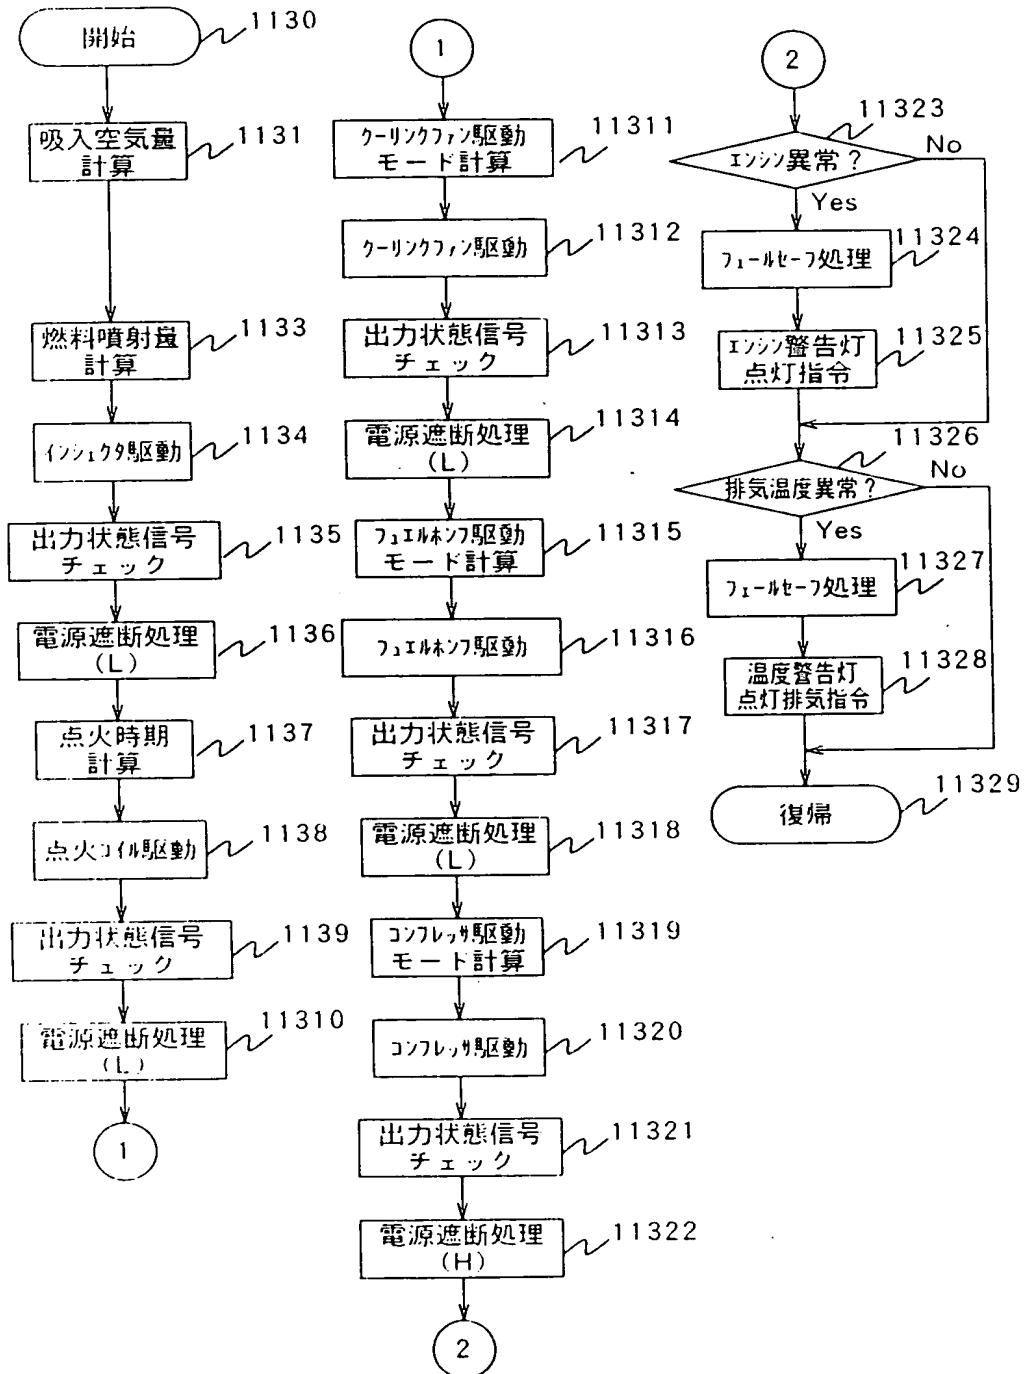 開始
1130
吸入空気量
計算
1131
燃料噴射量
計算
1133
インシェクタ駆動
1134
出力状態信号
チェック
1135
電源遮断処理
(L)
1136
点火時期
計算
1137
点火コイル駆動
1138
出力状態信号
チェック
1139
電源遮断処理
(L)
11310
1
1
クーリンクファン駆動
モード計算
11311
クーリンクファン駆動
11312
出力状態信号
チェック
11313
電源遮断処理
(L)
11314
フュエルホンフ駆動
モード計算
11315
フュエルホンフ駆動
11316
出力状態信号
チェック
11317
電源遮断処理
(L)
11318
コンフレッサ駆動
モード計算
11319
コンフレッサ駆動
11320
出力状態信号
チェック
11321
電源遮断処理
(H)
11322
2
2
11323
エンシン異常?
No
Yes
フェールセーフ処理
11324
エンシン警告灯
点灯指令
11325
11326
排気温度異常?
No
Yes
フェールセーフ処理
11327
温度警告灯
点灯排気指令
11328
復帰
11329